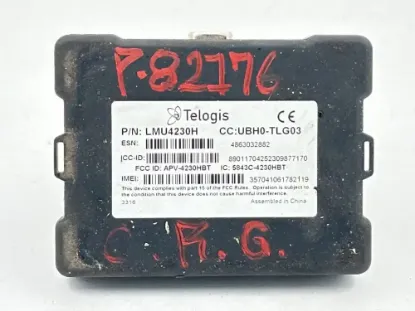 P.82176
Telogis CE
P/N: LMU4230H CC:UBH0-TLG03
ESN: 4863032882
ICC-ID: 89011704252309877170
FCC ID: APV-4230HBT IC: 5843C-4230HBT
IMEI: 357041061782119
This device complies with part 15 of the FCC Rules. Operation is subject to
the condition that this device does not cause harmful interference.
3316 Assembled in China
C.R.G.